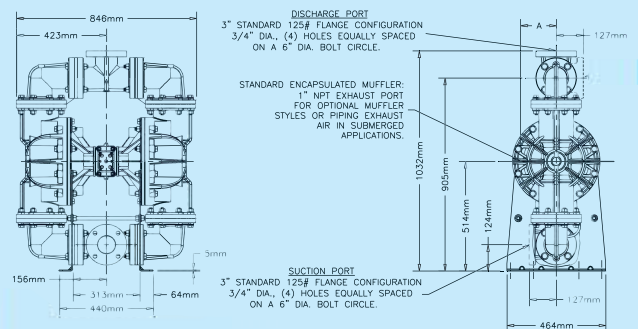 846mm
423mm
DISCHARGE PORT
3" STANDARD 125# FLANGE CONFIGURATION
3/4" DIA., (4) HOLES EQUALLY SPACED
ON A 6" DIA. BOLT CIRCLE.
A
127mm
STANDARD ENCAPSULATED MUFFLER:
1" NPT EXHAUST PORT
FOR OPTIONAL MUFFLER
STYLES OR PIPING EXHAUST
AIR IN SUBMERGED
APPLICATIONS.
1032mm
905mm
514mm
124mm
5mm
156mm
313mm
64mm
440mm
SUCTION PORT
3" STANDARD 125# FLANGE CONFIGURATION
3/4" DIA., (4) HOLES EQUALLY SPACED
ON A 6" DIA. BOLT CIRCLE.
127mm
464mm